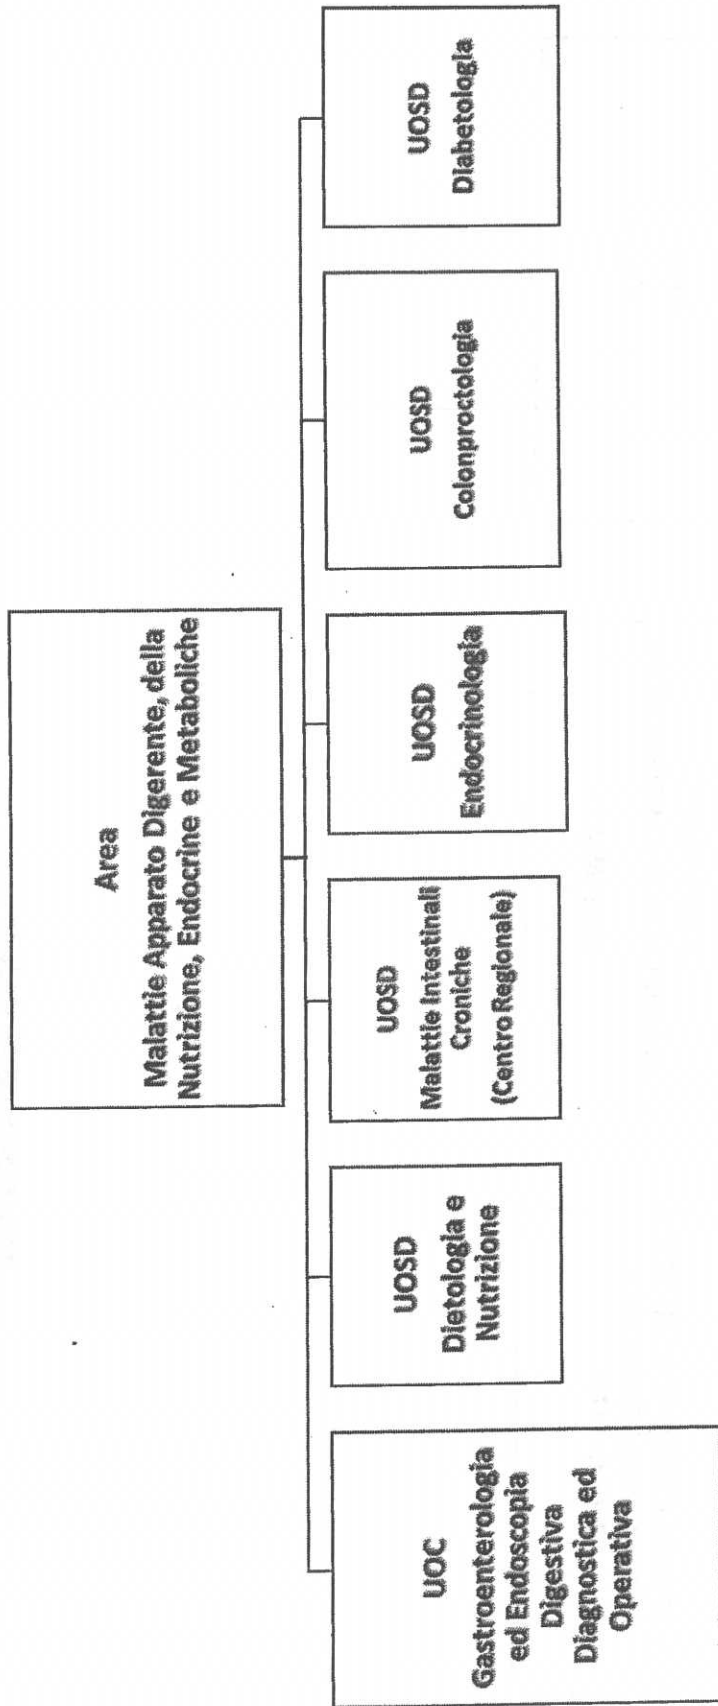 Area
Malattie Apparato Digerente, della
Nutrizione, Endocrine e Metaboliche
UOC
Gastroenterologia
ed Endoscopia
Digestiva
Diagnostica ed
Operativa
UOSD
Dietologia e
Nutrizione
UOSD
Malattie Intestinali
Croniche
(Centro Regionale)
UOSD
Endocrinologia
UOSD
Colonproctologia
UOSD
Diabetologia